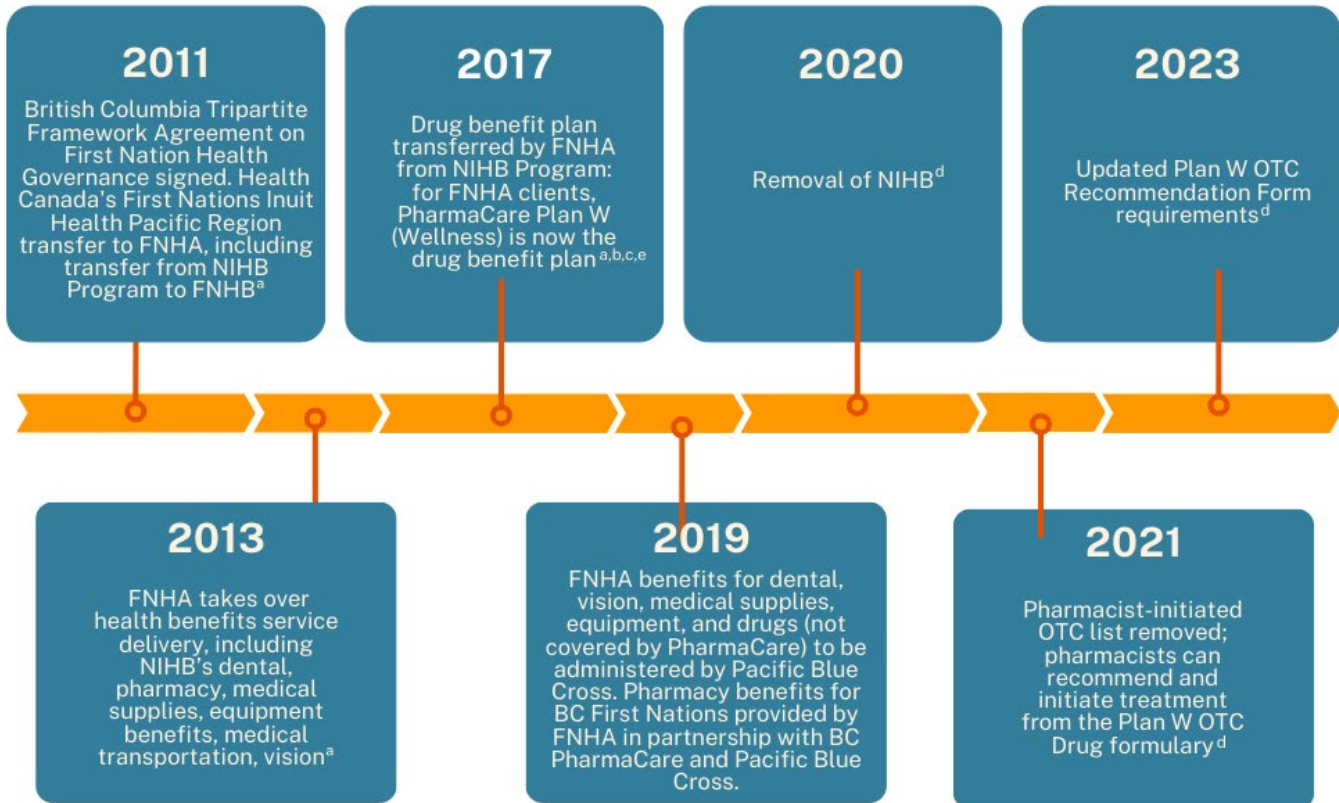 2011
British Columbia Tripartite
Framework Agreement on
First Nation Health
Governance signed. Health
Canada's First Nations Inuit
Health Pacific Region
transfer to FNHA, including
transfer from NIHB
Program to FNHBᵃ
2017
Drug benefit plan
transferred by FNHA
from NIHB Program:
for FNHA clients,
PharmaCare Plan W
(Wellness) is now the
drug benefit planᵃ,ᵇ,ᶜ,ᵉ
2020
Removal of NIHBᵈ
2023
Updated Plan W OTC
Recommendation Form
requirementsᵈ
2013
FNHA takes over
health benefits service
delivery, including
NIHB’s dental,
pharmacy, medical
supplies, equipment
benefits, medical
transportation, visionᵃ
2019
FNHA benefits for dental,
vision, medical supplies,
equipment, and drugs (not
covered by PharmaCare) to be
administered by Pacific Blue
Cross. Pharmacy benefits for
BC First Nations provided by
FNHA in partnership with BC
PharmaCare and Pacific Blue
Cross.
2021
Pharmacist-initiated
OTC list removed;
pharmacists can
recommend and
initiate treatment
from the Plan W OTC
Drug formularyᵈ